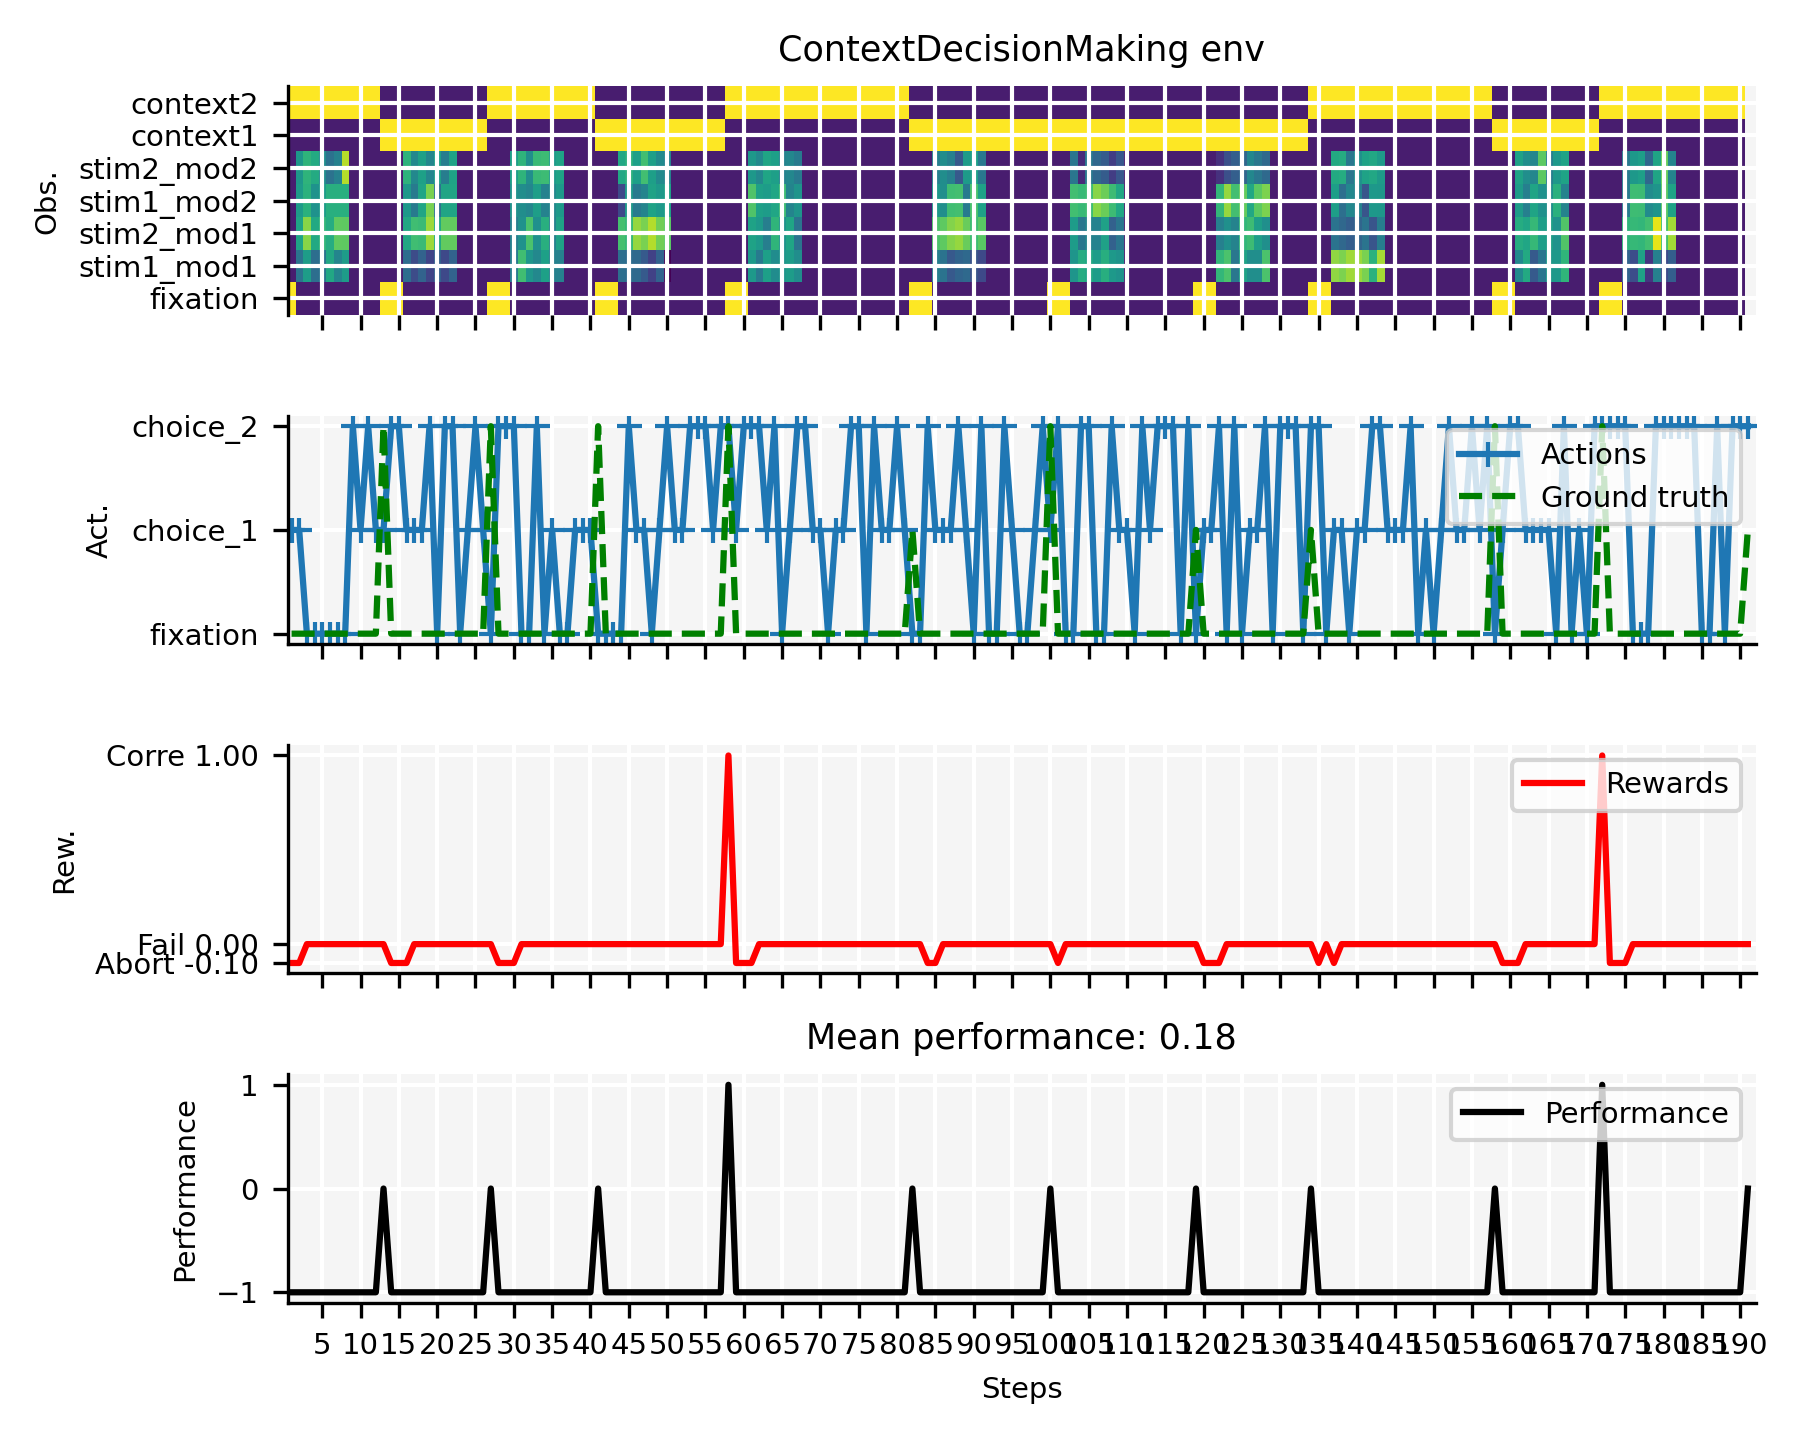 ContextDecisionMaking env
Obs.
context2
context1
stim2_mod2
stim1_mod2
stim2_mod1
stim1_mod1
fixation
Act.
choice_2
choice_1
fixation
Actions
Ground truth
Rew.
Corre 1.00
Fail 0.00
Abort -0.10
Rewards
Mean performance: 0.18
Performance
1
0
−1
Performance
5 10 15 20 25 30 35 40 45 50 55 60 65 70 75 80 85 90 95 100 105 110 115 120 125 130 135 140 145 150 155 160 165 170 175 180 185 190
Steps